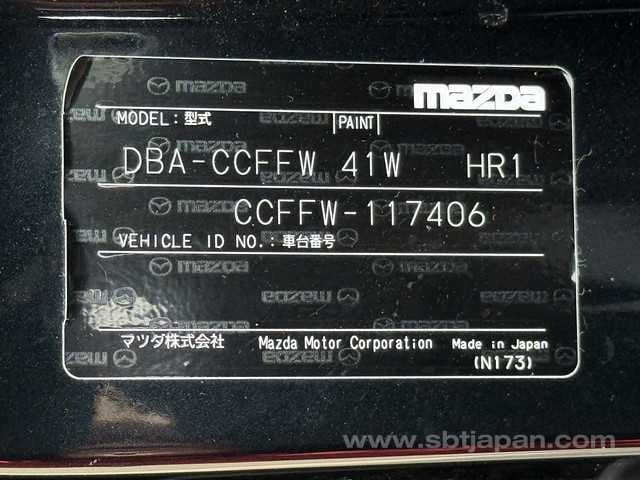 mazda
MODEL: 型式 PAINT
DBA-CCFFW 41W HR1
CCFFW-117406
VEHICLE ID NO.: 車台番号
マツダ株式会社 Mazda Motor Corporation Made in Japan
(N173)
www.sbtjapan.com